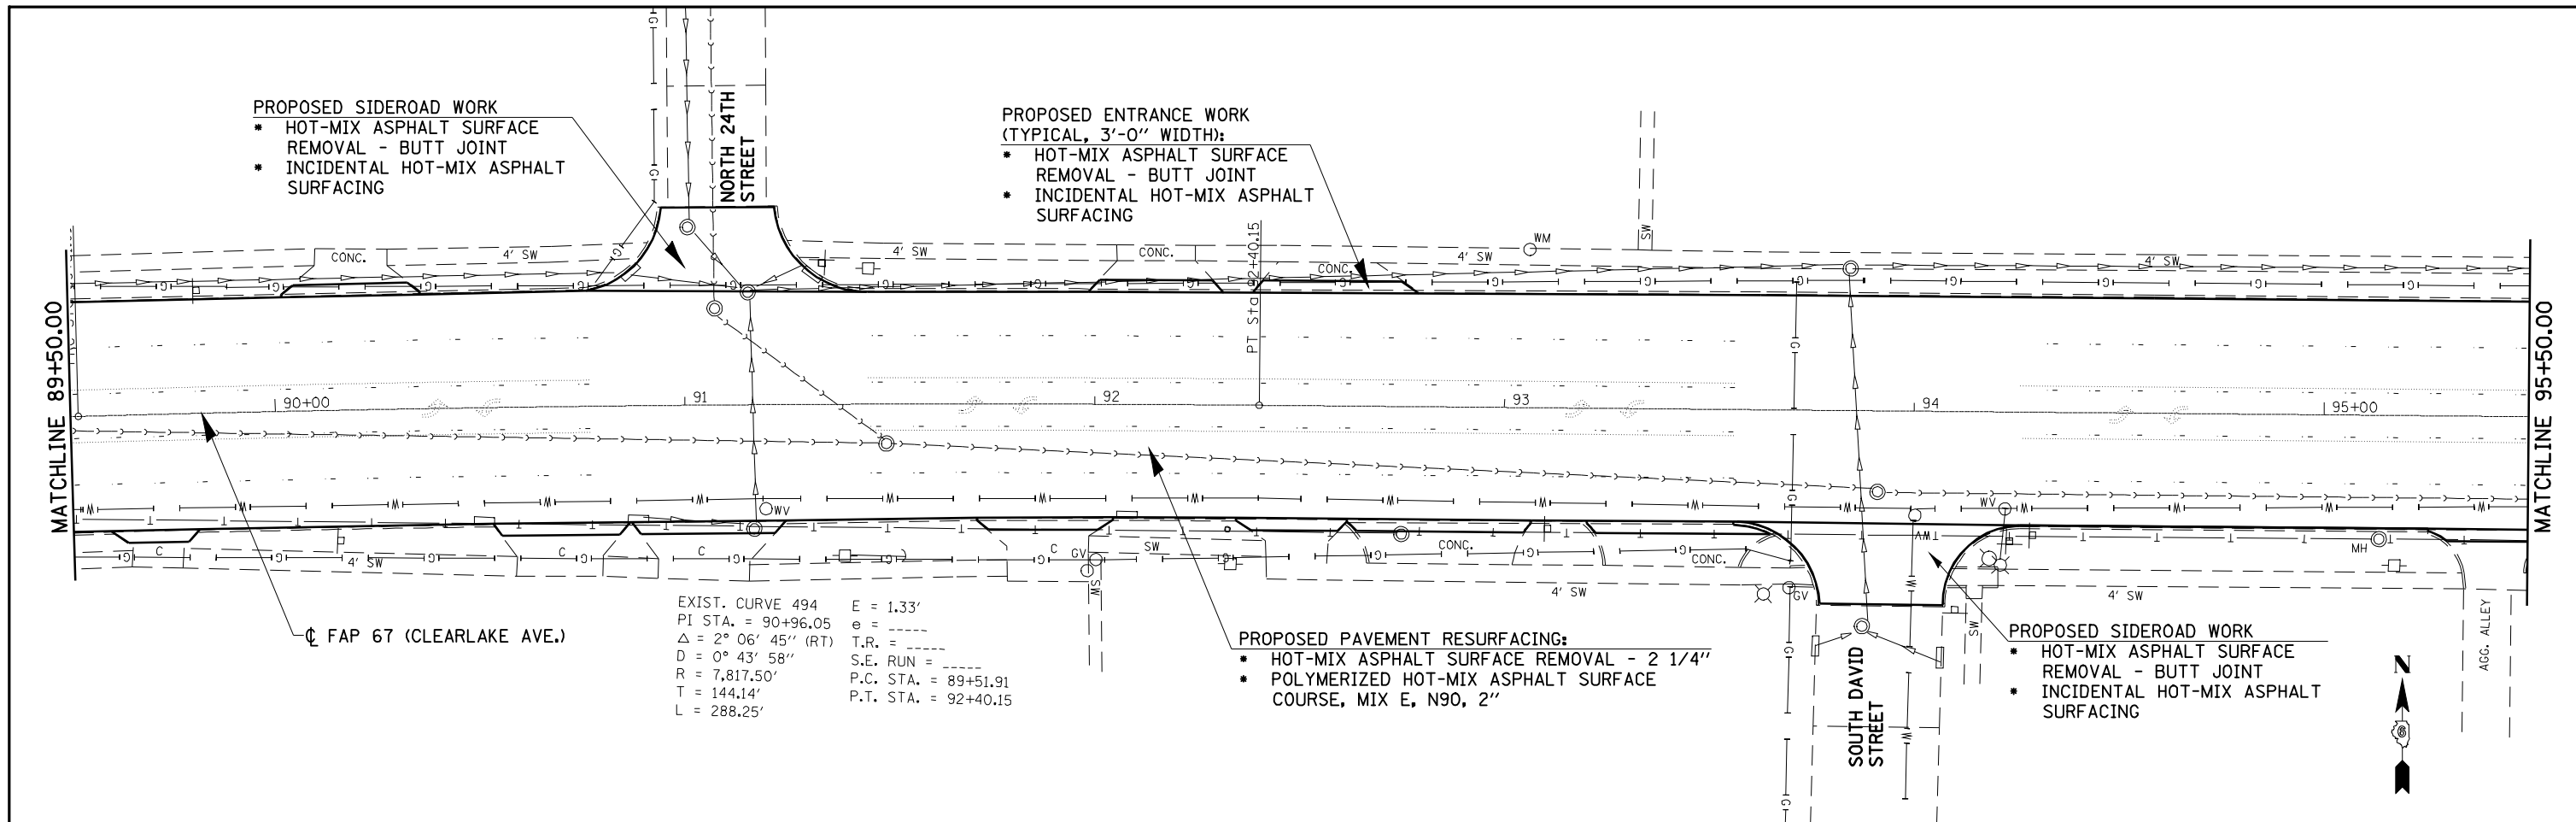 PROPOSED SIDEROAD WORK
* HOT-MIX ASPHALT SURFACE
REMOVAL - BUTT JOINT
* INCIDENTAL HOT-MIX ASPHALT
SURFACING
NORTH 24TH
STREET
PROPOSED ENTRANCE WORK
(TYPICAL, 3'-0" WIDTH):
* HOT-MIX ASPHALT SURFACE
REMOVAL - BUTT JOINT
* INCIDENTAL HOT-MIX ASPHALT
SURFACING
CONC.
4' SW
4' SW
CONC.
CONC.
4' SW
WM
SW
4' SW
PT Sta 92+40.15
MATCHLINE 89+50.00
MATCHLINE 95+50.00
90+00
91
92
93
94
95+00
WV
WV
WV
MH
C
4' SW
C
C
C
GV
SW
SW
CONC.
CONC.
4' SW
GV
SW
4' SW
AGG. ALLEY
℄ FAP 67 (CLEARLAKE AVE.)
EXIST. CURVE 494
PI STA. = 90+96.05
Δ = 2° 06' 45" (RT)
D = 0° 43' 58"
R = 7,817.50'
T = 144.14'
L = 288.25'
E = 1.33'
e = _____
T.R. = _____
S.E. RUN = _____
P.C. STA. = 89+51.91
P.T. STA. = 92+40.15
PROPOSED PAVEMENT RESURFACING:
* HOT-MIX ASPHALT SURFACE REMOVAL - 2 1/4"
* POLYMERIZED HOT-MIX ASPHALT SURFACE
COURSE, MIX E, N90, 2"
SOUTH DAVID
STREET
PROPOSED SIDEROAD WORK
* HOT-MIX ASPHALT SURFACE
REMOVAL - BUTT JOINT
* INCIDENTAL HOT-MIX ASPHALT
SURFACING
N
6